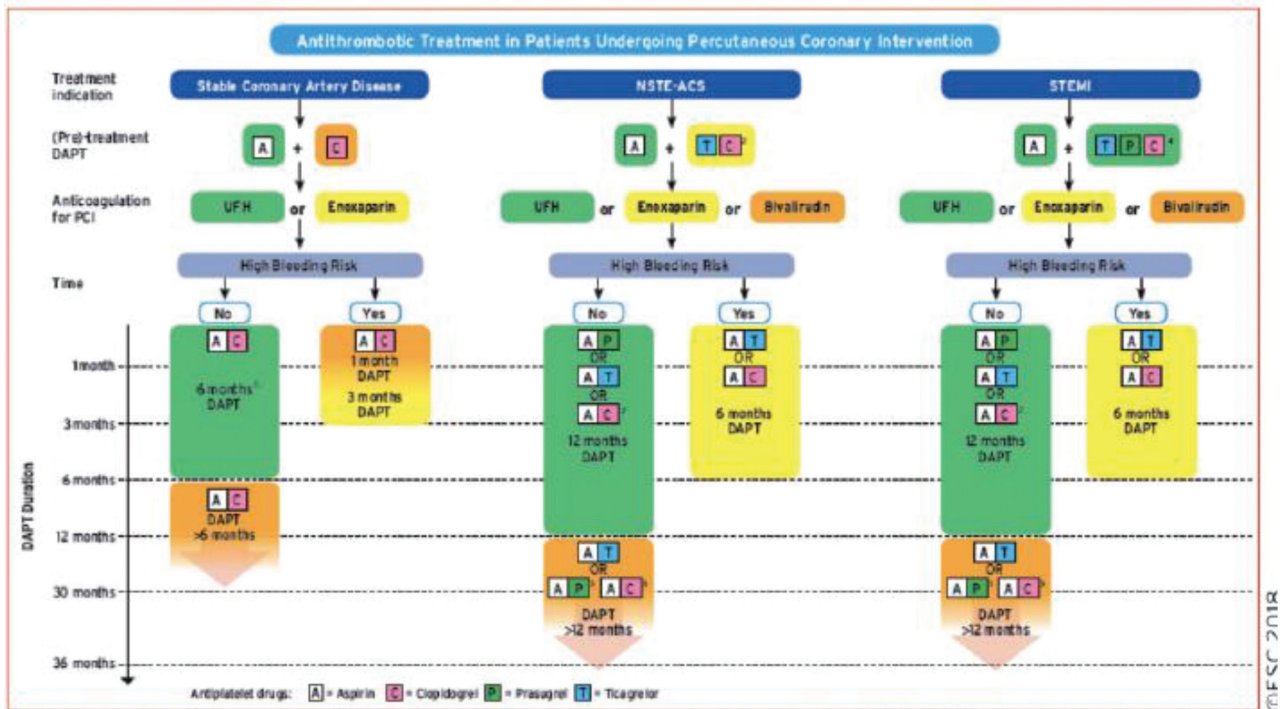 Antithrombotic Treatment in Patients Undergoing Percutaneous Coronary Intervention
Treatment indication
Stable Coronary Artery Disease
NSTE-ACS
STEMI
(Pre)-treatment DAPT
A + C
A + T C 2
A + T P C 4
Anticoagulation for PCI
UFH or Enoxaparin
UFH or Enoxaparin or Bivalirudin
UFH or Enoxaparin or Bivalirudin
High Bleeding Risk
High Bleeding Risk
High Bleeding Risk
Time
No
Yes
No
Yes
No
Yes
DAPT Duration
1 month
3 months
6 months
12 months
30 months
36 months
A C
6 months
DAPT
A C
DAPT
>6 months
A C
1 month
DAPT
3 months
DAPT
A P
OR
A T
OR
A C
12 months
DAPT
A T
OR
A P A C
DAPT
>12 months
A T
OR
A C
6 months
DAPT
A P
OR
A T
OR
A C
12 months
DAPT
A T
OR
A P A C
DAPT
>12 months
A T
OR
A C
6 months
DAPT
Antiplatelet drugs: A = Aspirin C = Clopidogrel P = Prasugrel T = Ticagrelor
©ESC 2018